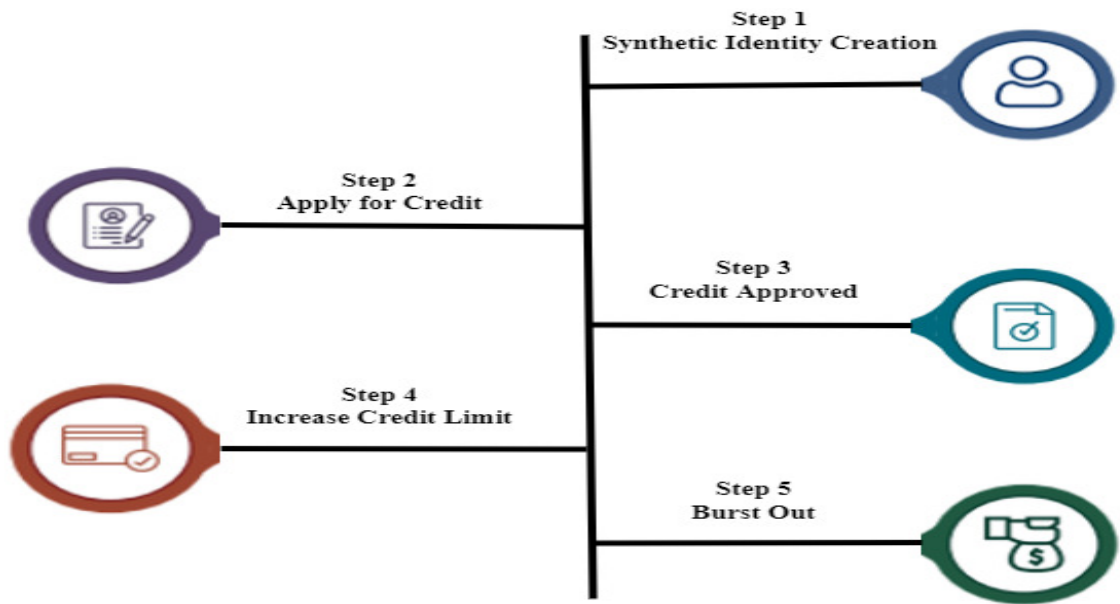 Step 1
Synthetic Identity Creation
Step 2
Apply for Credit
Step 3
Credit Approved
Step 4
Increase Credit Limit
Step 5
Burst Out
$